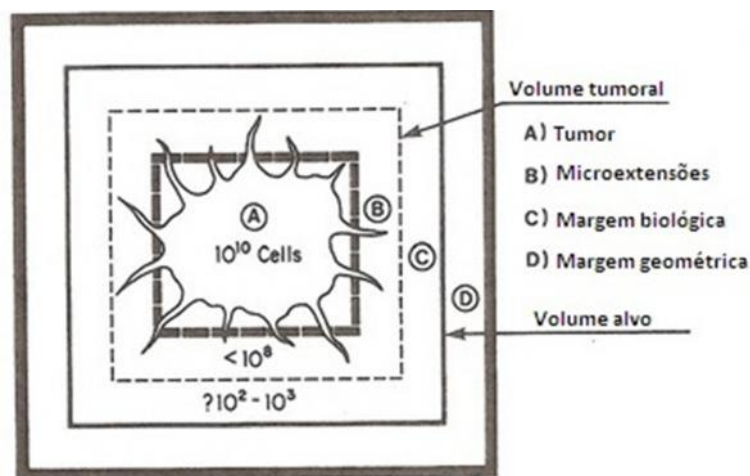 Volume tumoral
A) Tumor
B) Microextensões
C) Margem biológica
D) Margem geométrica
Volume alvo
A
10¹⁰ Cells
B
C
D
<10⁸
?10²-10³